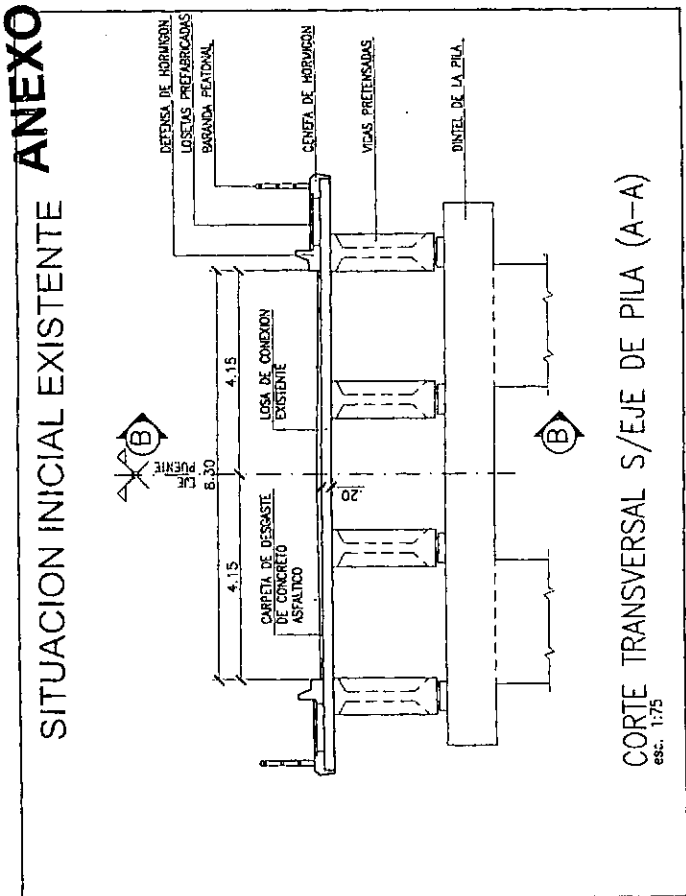 SITUACION INICIAL EXISTENTE
ANEXO
DEFENSA DE HORMIGON
LOSETAS PREFABRICADAS
BARANDA PEATONAL
CENEFA DE HORMIGON
VIGAS PRETENSADAS
DINTEL DE LA PILA
B
EJE
PUENTE
8.30
4.15
4.15
CARPETA DE DESGASTE
DE CONCRETO
ASFALTICO
LOSA DE CONEXION
EXISTENTE
.20
B
CORTE TRANSVERSAL S/EJE DE PILA (A-A)
esc. 1:75